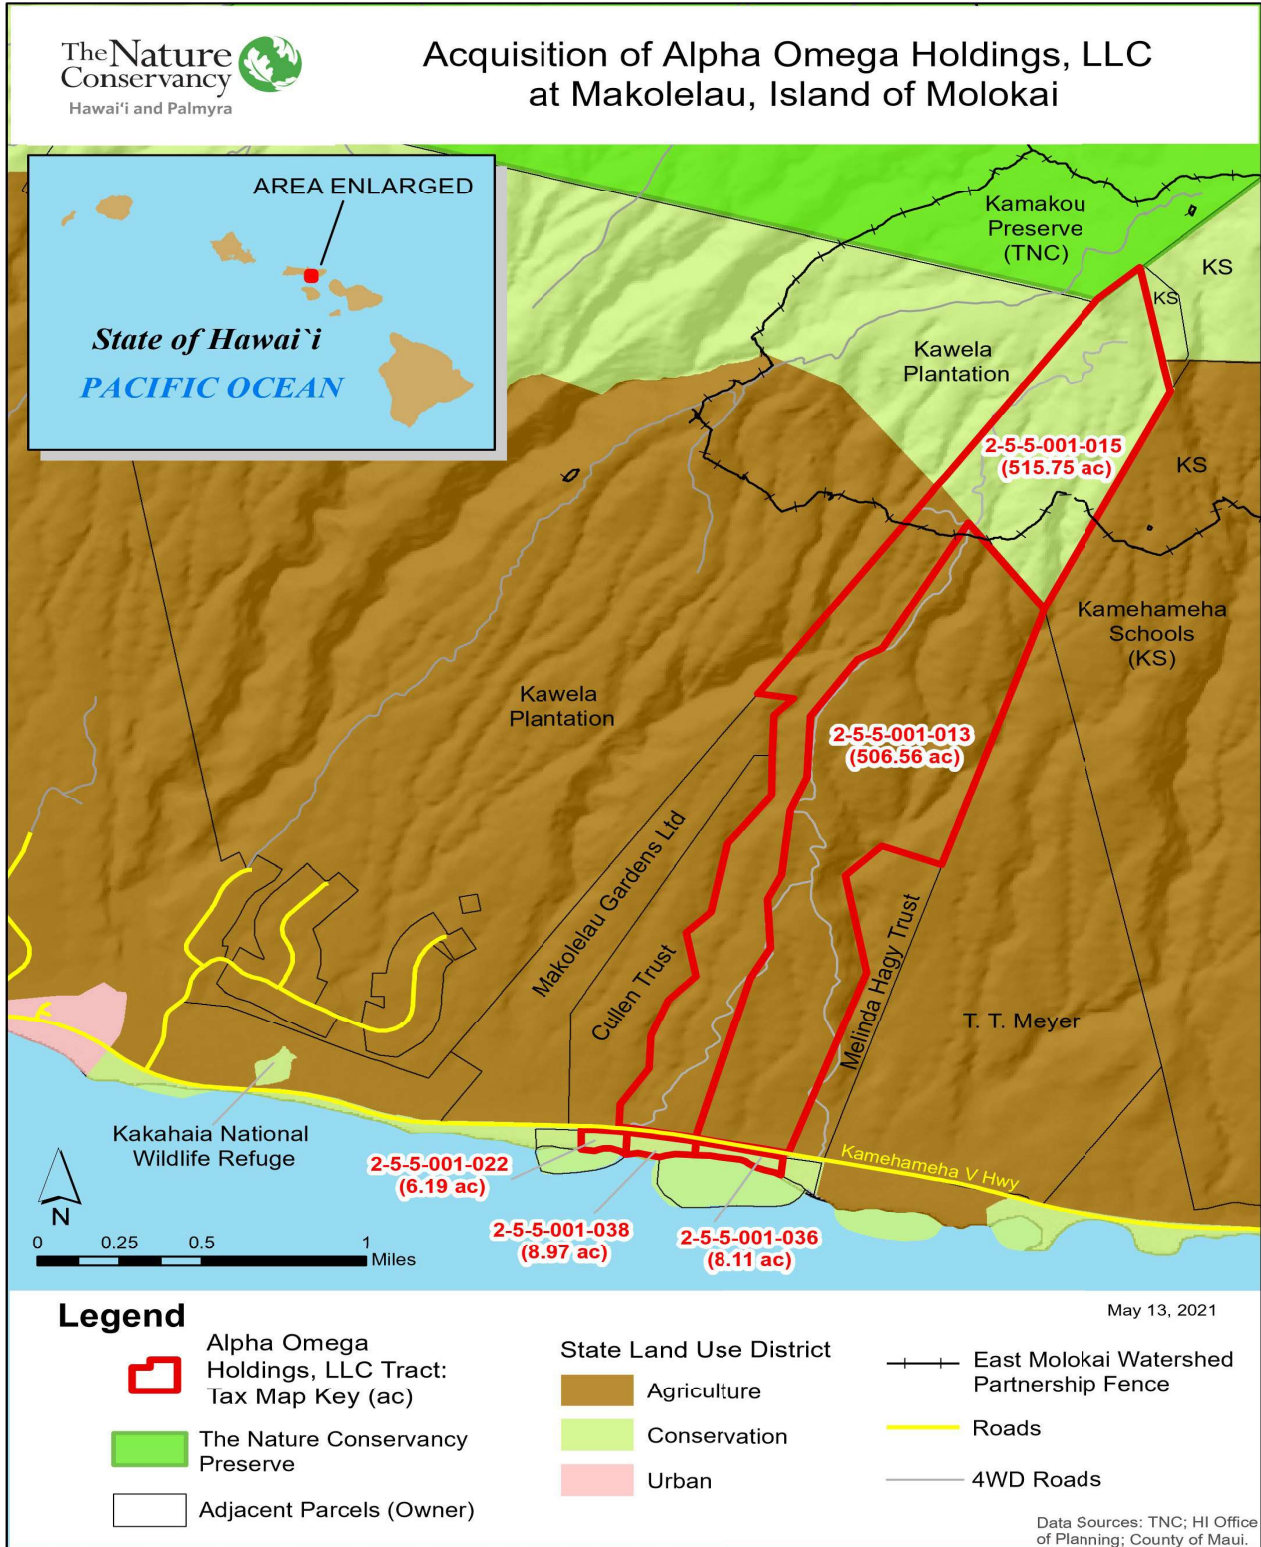 The Nature
Conservancy
Hawai‘i and Palmyra
Acquisition of Alpha Omega Holdings, LLC
at Makolelau, Island of Molokai
AREA ENLARGED
State of Hawai`i
PACIFIC OCEAN
Kamakou
Preserve
(TNC)
KS
KS
Kawela
Plantation
2-5-5-001-015
(515.75 ac)
KS
Kamehameha
Schools
(KS)
Kawela
Plantation
2-5-5-001-013
(506.56 ac)
Makolelau Gardens Ltd
Cullen Trust
Melinda Hagy Trust
T. T. Meyer
Kakahaia National
Wildlife Refuge
Kamehameha V Hwy
2-5-5-001-022
(6.19 ac)
2-5-5-001-038
(8.97 ac)
2-5-5-001-036
(8.11 ac)
N
0 0.25 0.5 1
Miles
Legend
May 13, 2021
Alpha Omega
Holdings, LLC Tract:
Tax Map Key (ac)
The Nature Conservancy
Preserve
Adjacent Parcels (Owner)
State Land Use District
Agriculture
Conservation
Urban
East Molokai Watershed
Partnership Fence
Roads
4WD Roads
Data Sources: TNC; HI Office
of Planning; County of Maui.